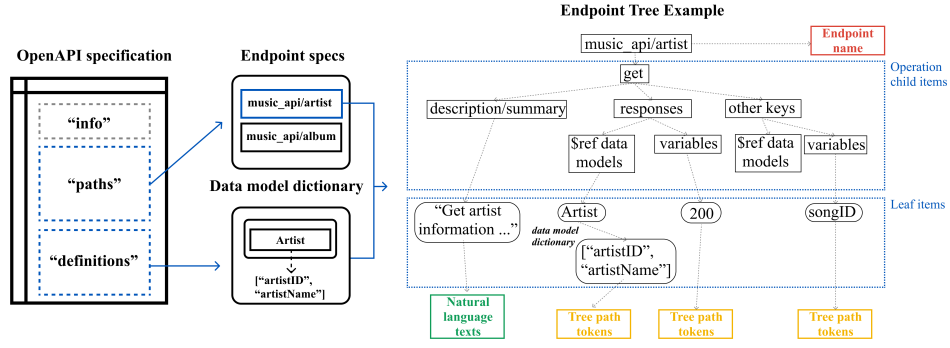 OpenAPI specification
“info”
“paths”
“definitions”
Endpoint specs
music_api/artist
music_api/album
Data model dictionary
Artist
[“artistID”,
“artistName”]
Endpoint Tree Example
music_api/artist
Endpoint
name
Operation
child items
get
description/summary
responses
other keys
$ref data
models
variables
$ref data
models
variables
Leaf items
“Get artist
information ...”
Artist
200
songID
data model
dictionary
[“artistID”,
“artistName”]
Natural
language
texts
Tree path
tokens
Tree path
tokens
Tree path
tokens